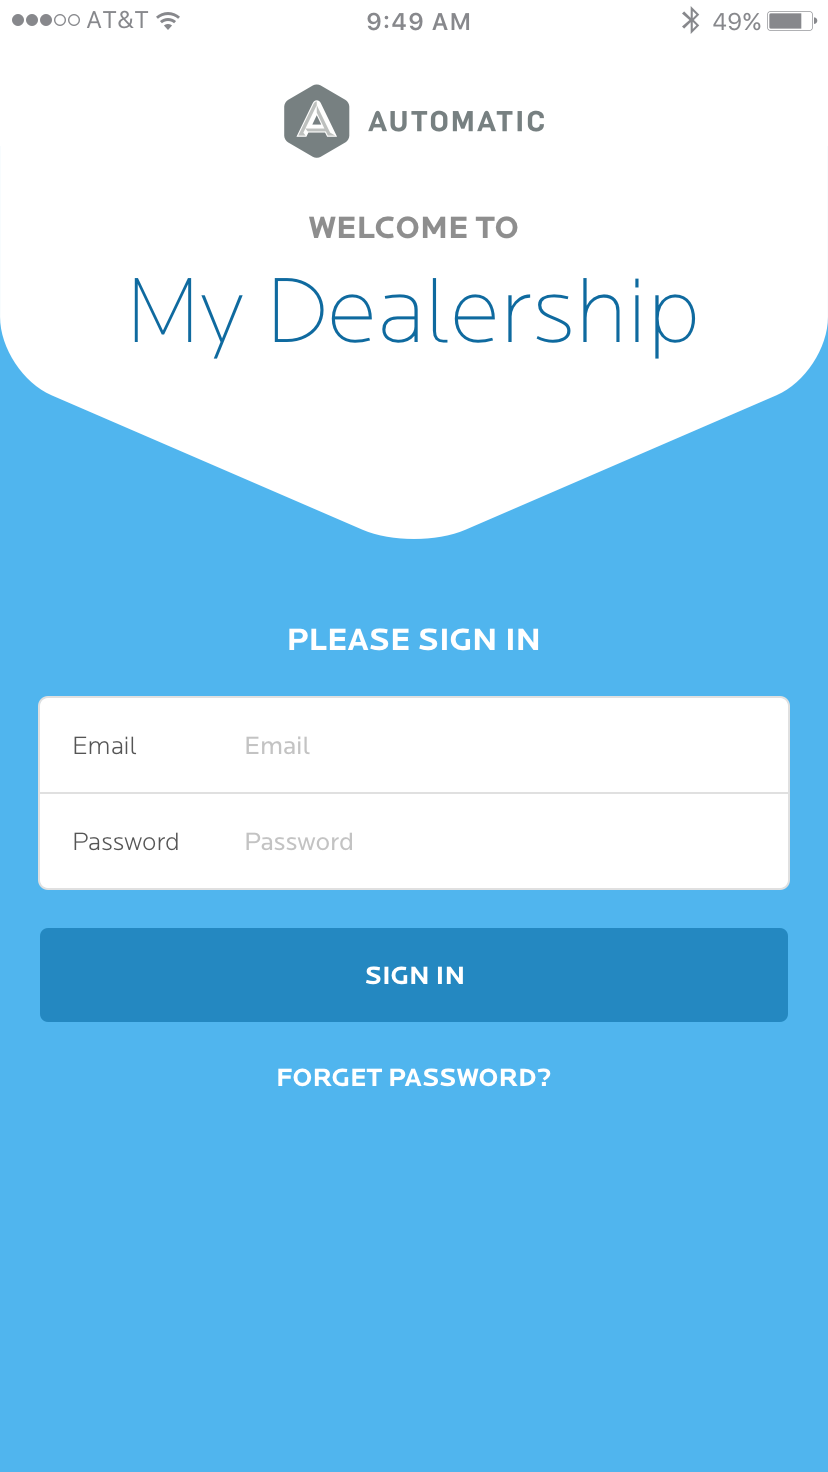 AT&T 9:49 AM 49%
A AUTOMATIC
WELCOME TO
My Dealership
PLEASE SIGN IN
Email Email
Password Password
SIGN IN
FORGET PASSWORD?